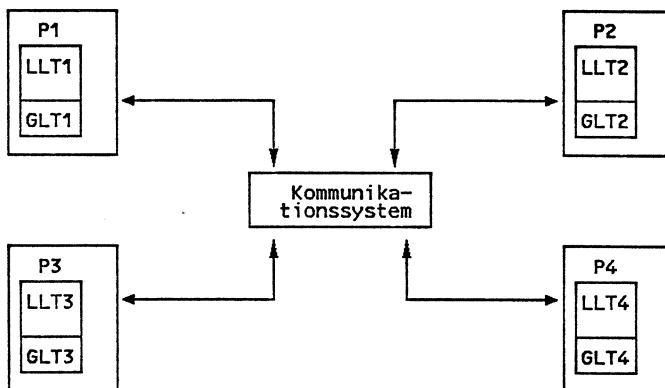 P1
LLT1
GLT1
P2
LLT2
GLT2
Kommunika-
tionssystem
P3
LLT3
GLT3
P4
LLT4
GLT4